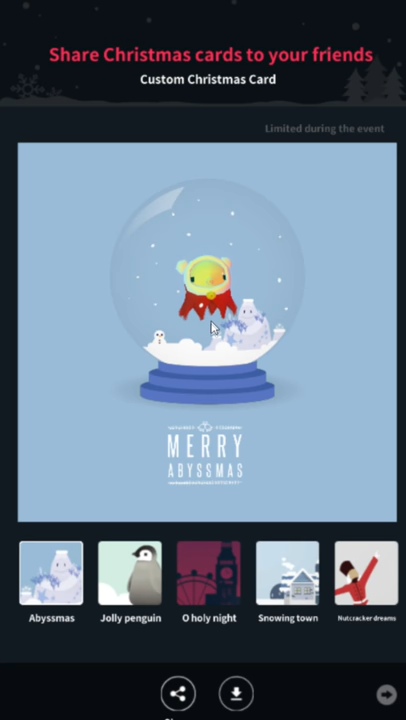 Share Christmas cards to your friends
Custom Christmas Card
Limited during the event
MERRY
ABYSSMAS
Abyssmas
Jolly penguin
O holy night
Snowing town
Nutcracker dreams